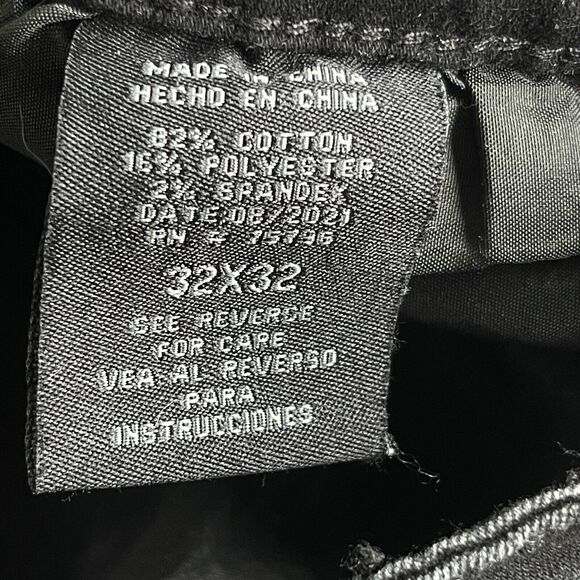 MADE IN CHINA
HECHO EN CHINA
82% COTTON
16% POLYESTER
2% SPANDEX
DATE:08/2021
RN # 75796
32X32
SEE REVERSE
FOR CARE
VEA AL REVERSO
PARA
INSTRUCCIONES